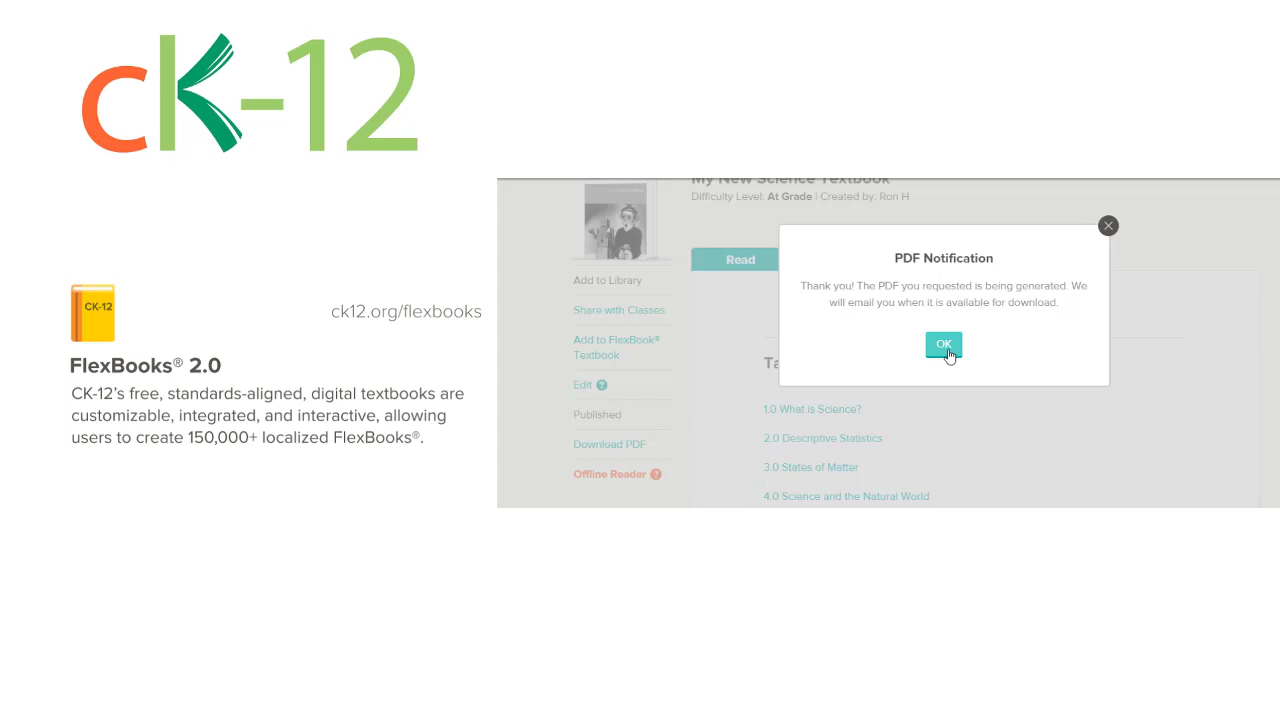 cK-12
CK-12
ck12.org/flexbooks
FlexBooks® 2.0
CK-12’s free, standards-aligned, digital textbooks are
customizable, integrated, and interactive, allowing
users to create 150,000+ localized FlexBooks®.
My New Science Textbook
Difficulty Level: At Grade | Created by: Ron H
Add to Library
Share with Classes
Add to FlexBook®
Textbook
Edit ?
Published
Download PDF
Offline Reader ?
Read
PDF Notification
Thank you! The PDF you requested is being generated. We
will email you when it is available for download.
OK
1.0 What is Science?
2.0 Descriptive Statistics
3.0 States of Matter
4.0 Science and the Natural World